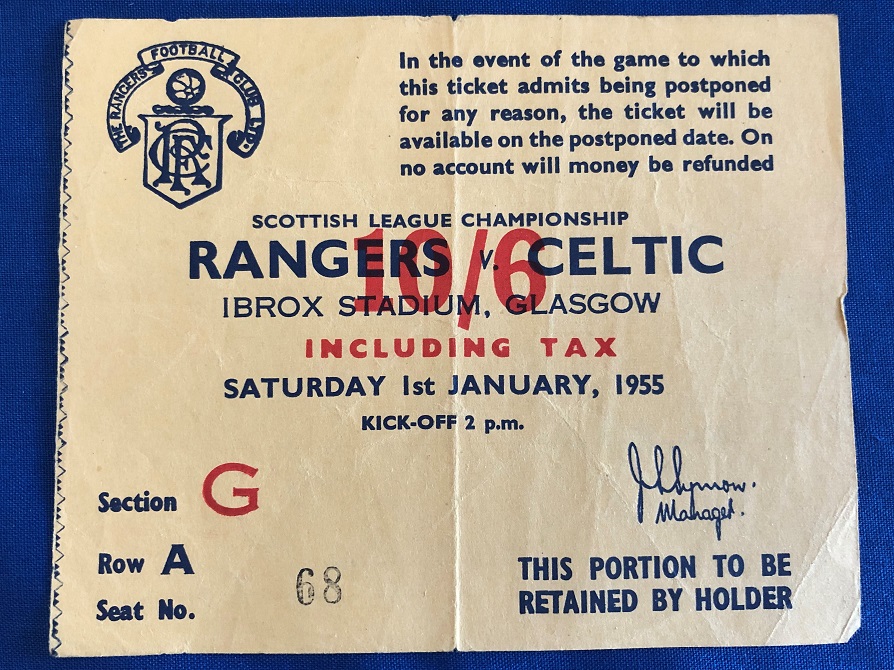 THE RANGERS FOOTBALL CLUB LTD.
RFC
In the event of the game to which
this ticket admits being postponed
for any reason, the ticket will be
available on the postponed date. On
no account will money be refunded
SCOTTISH LEAGUE CHAMPIONSHIP
RANGERS v. CELTIC
10/6
IBROX STADIUM, GLASGOW
INCLUDING TAX
SATURDAY 1st JANUARY, 1955
KICK-OFF 2 p.m.
Section G
J. S. Symon.
Manager.
Row A
Seat No. 68
THIS PORTION TO BE
RETAINED BY HOLDER